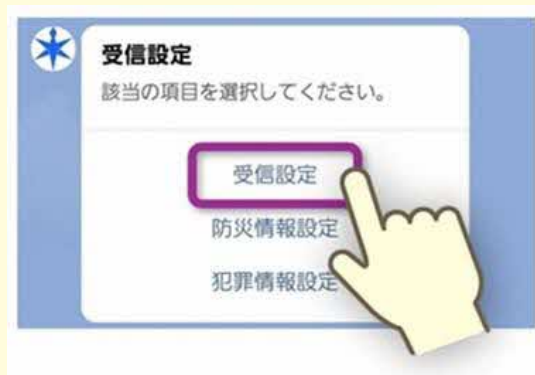 受信設定
該当の項目を選択してください。
受信設定
防災情報設定
犯罪情報設定